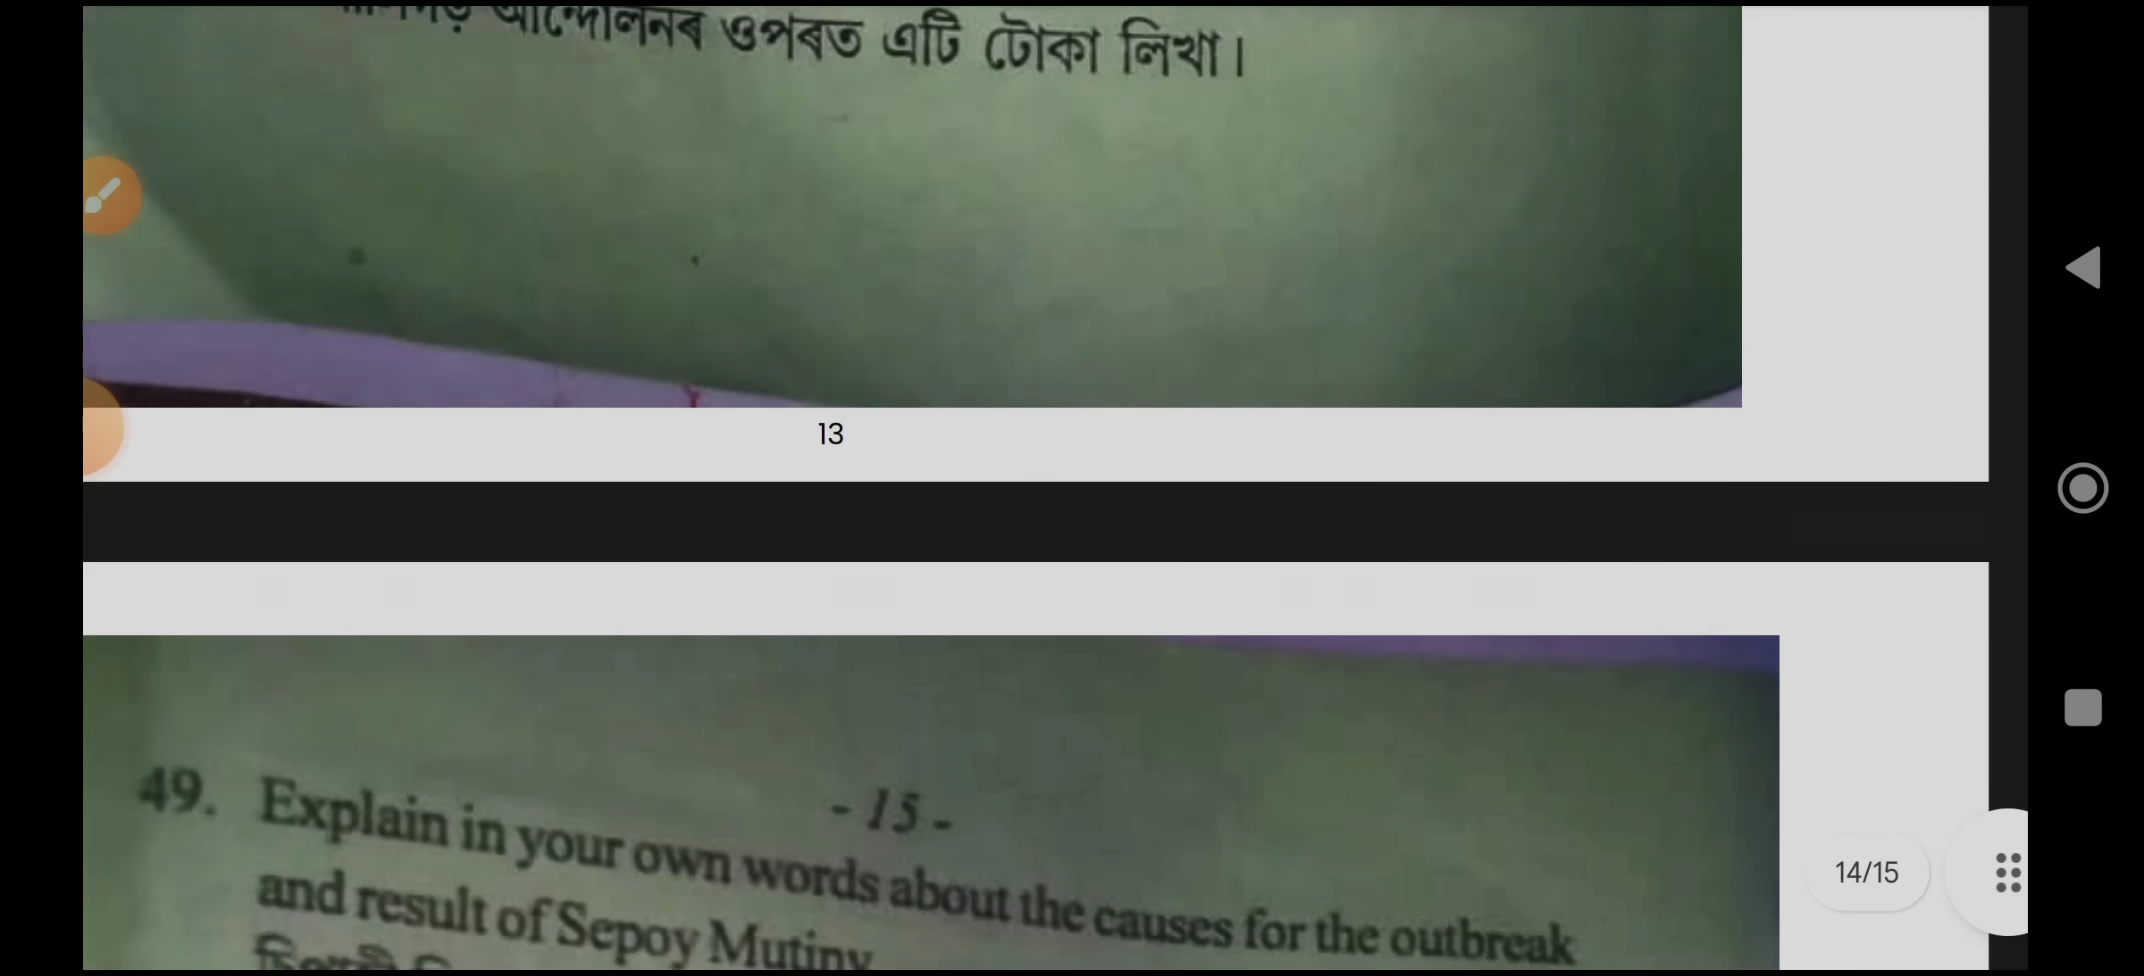 আন্দোলনৰ ওপৰত এটি টোকা লিখা।
13
- 15 -
49. Explain in your own words about the causes for the outbreak
and result of Sepoy Mutiny
14/15